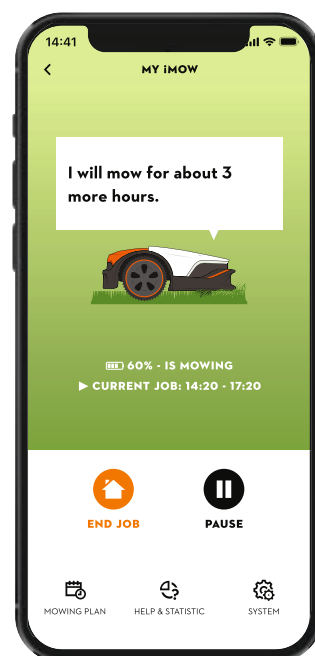 14:41
MY iMOW
I will mow for about 3
more hours.
60% - IS MOWING
CURRENT JOB: 14:20 - 17:20
END JOB
PAUSE
MOWING PLAN
HELP & STATISTIC
SYSTEM